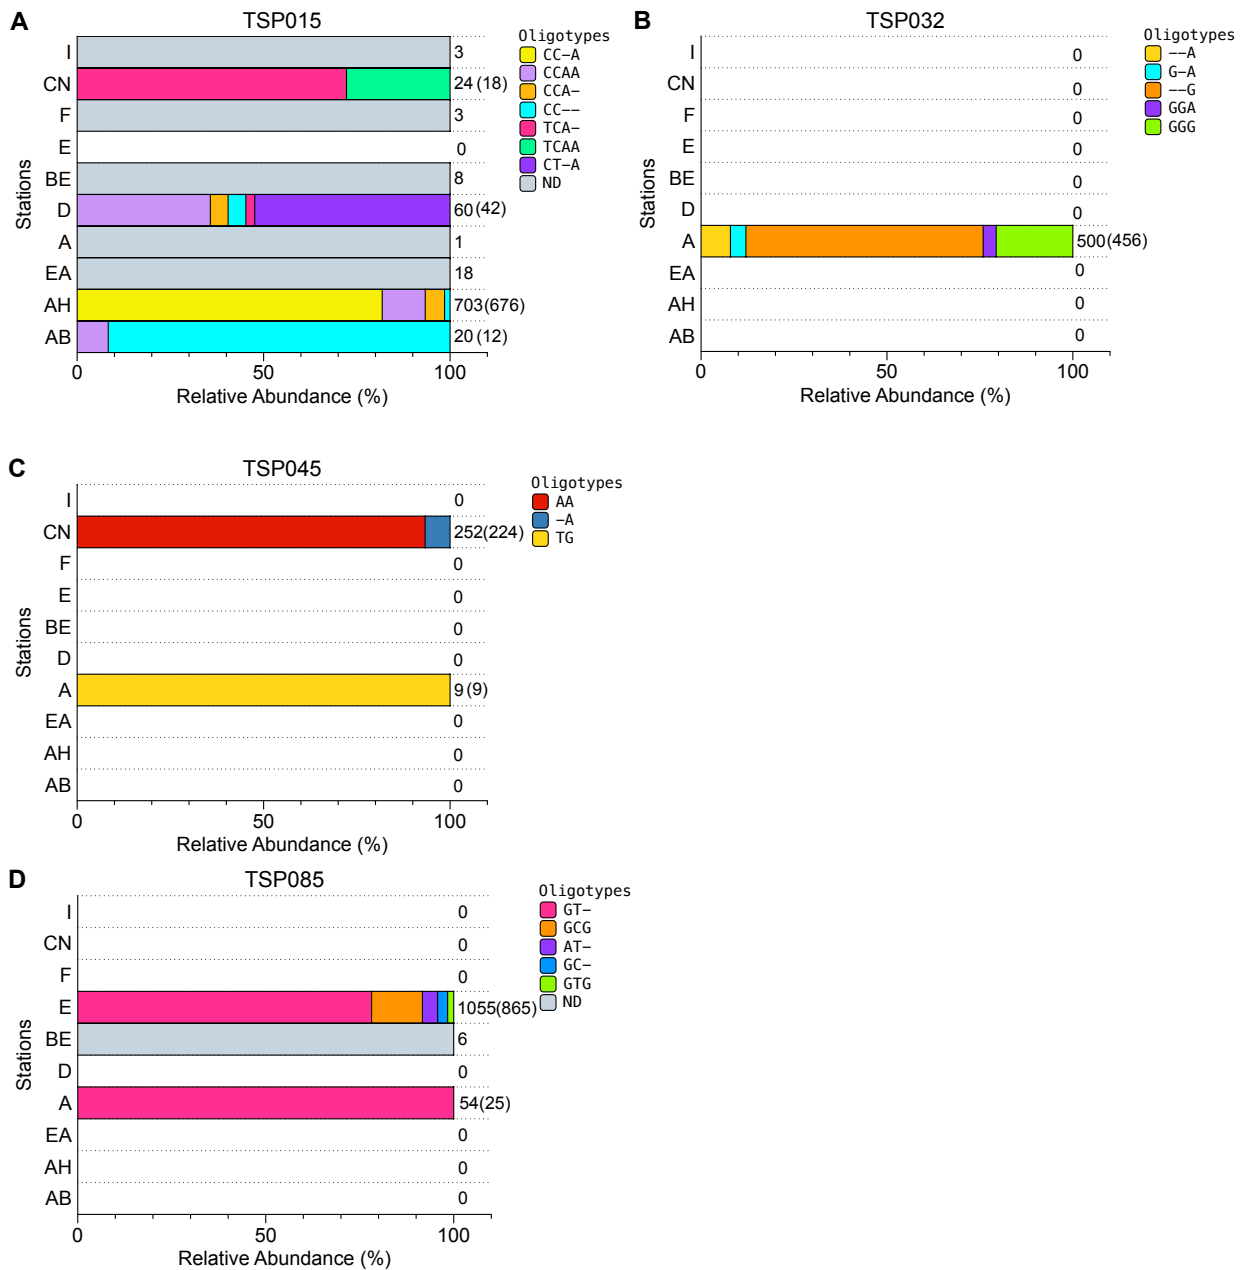 A
TSP015
Stations
I 3
CN 24(18)
F 3
E 0
BE 8
D 60(42)
A 1
EA 18
AH 703(676)
AB 20(12)
0 50 100
Relative Abundance (%)
Oligotypes
CC-A
CCAA
CCA-
CC--
TCA-
TCAA
CT-A
ND
B
TSP032
Stations
I 0
CN 0
F 0
E 0
BE 0
D 0
A 500(456)
EA 0
AH 0
AB 0
0 50 100
Relative Abundance (%)
Oligotypes
--A
G-A
--G
GGA
GGG
C
TSP045
Stations
I 0
CN 252(224)
F 0
E 0
BE 0
D 0
A 9(9)
EA 0
AH 0
AB 0
0 50 100
Relative Abundance (%)
Oligotypes
AA
-A
TG
D
TSP085
Stations
I 0
CN 0
F 0
E 1055(865)
BE 6
D 0
A 54(25)
EA 0
AH 0
AB 0
0 50 100
Relative Abundance (%)
Oligotypes
GT-
GCG
AT-
GC-
GTG
ND